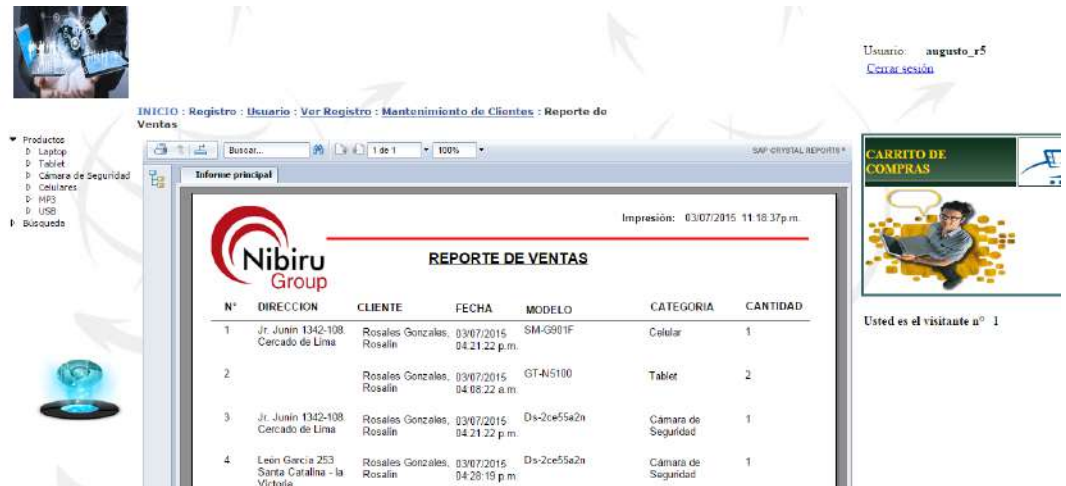 Usuario: augusto_r5
Cerrar sesión
INICIO : Registro : Usuario : Ver Registro : Mantenimiento de Clientes : Reporte de
Ventas
Productos
Laptop
Tablet
Cámara de Seguridad
Celulares
MP3
USB
Búsqueda
Buscar... 1 de 1 100% SAP CRYSTAL REPORTS®
Informe principal
CARRITO DE
COMPRAS
Usted es el visitante nº 1
Impresión: 03/07/2015 11:18:37p.m.
Nibiru
Group
REPORTE DE VENTAS
N° DIRECCION CLIENTE FECHA MODELO CATEGORIA CANTIDAD
1 Jr. Junin 1342-108. Rosales Gonzales, 03/07/2015 SM-G901F Celular 1
Cercado de Lima Rosalin 04:21:22 p.m.
2 Rosales Gonzales, 03/07/2015 GT-N5100 Tablet 2
Rosalin 04:08:22 a.m.
3 Jr. Junin 1342-108. Rosales Gonzales, 03/07/2015 Ds-2ce55a2n Cámara de 1
Cercado de Lima Rosalin 04:21:22 p.m. Seguridad
4 León Garcia 253 Rosales Gonzales, 03/07/2015 Ds-2ce55a2n Cámara de 1
Santa Catalina - la Rosalin 04:28:19 p.m. Seguridad
Victoria